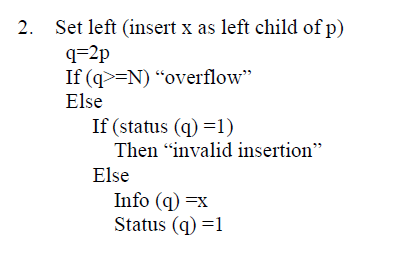 2. Set left (insert x as left child of p)
q=2p
If (q>=N) “overflow”
Else
If (status (q) =1)
Then “invalid insertion”
Else
Info (q) =x
Status (q) =1